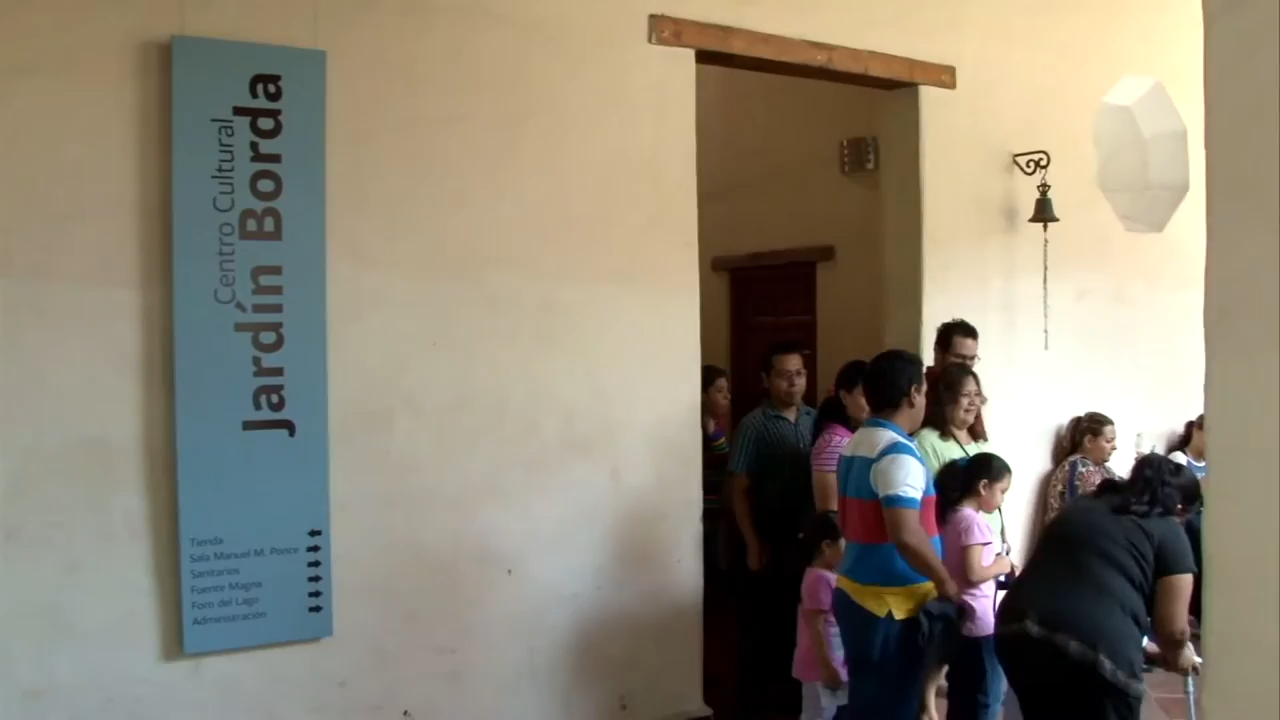 Centro Cultural
Jardín Borda
Tienda
Sala Manuel M. Ponce
Sanitarios
Fuente Magna
Foro del Lago
Administración